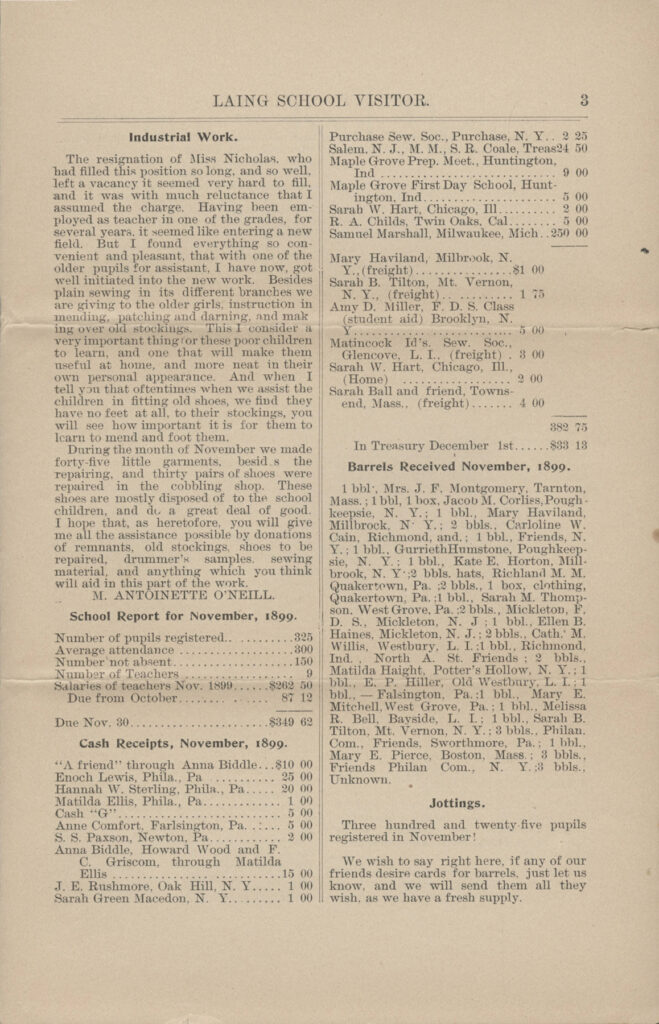 LAING SCHOOL VISITOR. 3
Industrial Work.
The resignation of Miss Nicholas, who
had filled this position so long, and so well,
left a vacancy it seemed very hard to fill,
and it was with much reluctance that I
assumed the charge. Having been em-
ployed as teacher in one of the grades, for
several years, it seemed like entering a new
field. But I found everything so con-
venient and pleasant, that with one of the
older pupils for assistant, I have now, got
well initiated into the new work. Besides
plain sewing in its different branches we
are giving to the older girls, instruction in
mending, patching and darning, and mak
ing over old stockings. This I consider a
very important thing for these poor children
to learn, and one that will make them
useful at home, and more neat in their
own personal appearance. And when I
tell you that oftentimes when we assist the
children in fitting old shoes, we find they
have no feet at all, to their stockings, you
will see how important it is for them to
learn to mend and foot them.
During the month of November we made
forty-five little garments, besid s the
repairing, and thirty pairs of shoes were
repaired in the cobbling shop. These
shoes are mostly disposed of to the school
children, and do a great deal of good.
I hope that, as heretofore, you will give
me all the assistance possible by donations
of remnants, old stockings, shoes to be
repaired, drummer's samples, sewing
material, and anything which you think
will aid in this part of the work.
M. ANTOINETTE O'NEILL.
School Report for November, 1899.
Number of pupils registered.. .........325
Average attendance ...................300
Number not absent....................150
Number of Teachers .................. 9
Salaries of teachers Nov. 1899......$262 50
Due from October........... 87 12
Due Nov. 30......................$349 62
Cash Receipts, November, 1899.
"A friend" through Anna Biddle...$10 00
Enoch Lewis, Phila., Pa .......... 25 00
Hannah W. Sterling, Phila., Pa..... 20 00
Matilda Ellis, Phila., Pa............ 1 00
Cash "G"......................... 5 00
Anne Comfort, Farlsington, Pa. .:... 5 00
S. S. Paxson, Newton, Pa........... 2 00
Anna Biddle, Howard Wood and F.
C. Griscom, through Matilda
Ellis ..........................15 00
J. E. Rushmore, Oak Hill, N. Y..... 1 00
Sarah Green Macedon, N. Y......... 1 00
Purchase Sew. Soc., Purchase, N. Y.. 2 25
Salem, N. J., M. M., S. R. Coale, Treas24 50
Maple Grove Prep. Meet., Huntington,
Ind ............................ 9 00
Maple Grove First Day School, Hunt-
ington, Ind...................... 5 00
Sarah W. Hart, Chicago, Ill.......... 2 00
R. A. Childs, Twin Oaks, Cal........ 5 00
Samuel Marshall, Milwaukee, Mich..250 00
Mary Haviland, Milbrook, N.
Y.,(freight)...............$1 00
Sarah B. Tilton, Mt. Vernon,
N. Y., (freight).. ......... 1 75
Amy D. Miller, F. D. S. Class
(student aid) Brooklyn, N.
Y.......................... 5 00
Matincock Id's. Sew. Soc.,
Glencove, L. I., (freight) . 3 00
Sarah W. Hart, Chicago, Ill.,
(Home) .................. 2 00
Sarah Ball and friend, Towns-
end, Mass., (freight)....... 4 00
382 75
In Treasury December 1st......$33 13
Barrels Received November, 1899.
1 bbl., Mrs. J. F. Montgomery, Tarnton,
Mass.; 1 bbl, 1 box, Jacob M. Corliss, Pough-
keepsie, N. Y.; 1 bbl., Mary Haviland,
Millbrock, N. Y.; 2 bbls., Carloline W.
Cain, Richmond, and.; 1 bbl., Friends, N.
Y.; 1 bbl., GurriethHumstone, Poughkeep-
sie, N. Y.; 1 bbl., Kate E. Horton, Mill-
brook, N. Y.;2 bbls. hats, Richland M. M.
Quakertown, Pa. ;2 bbls., 1 box, clothing,
Quakertown, Pa.;1 bbl., Sarah M. Thomp-
son, West Grove, Pa.;2 bbls., Mickleton, F.
D. S., Mickleton, N. J ; 1 bbl., Ellen B.
Haines, Mickleton, N. J.; 2 bbls., Cath. M.
Willis, Westbury, L. I.;1 bbl., Richmond,
Ind. , North A. St. Friends ; 2 bbls.,
Matilda Haight, Potter's Hollow, N. Y.; 1
bbl., E. P. Hiller, Old Westbury, L. I.; 1
bbl., — Falsington, Pa.:1 bbl., Mary E.
Mitchell, West Grove, Pa.; 1 bbl., Melissa
R. Bell, Bayside, L. I.; 1 bbl., Sarah B.
Tilton, Mt. Vernon, N. Y.; 3 bbls., Philan.
Com., Friends, Sworthmore, Pa.; 1 bbl.,
Mary E. Pierce, Boston, Mass.; 3 bbls.,
Friends Philan Com., N. Y.;3 bbls.,
Unknown.
Jottings.
Three hundred and twenty-five pupils
registered in November!
We wish to say right here, if any of our
friends desire cards for barrels, just let us
know, and we will send them all they
wish, as we have a fresh supply.